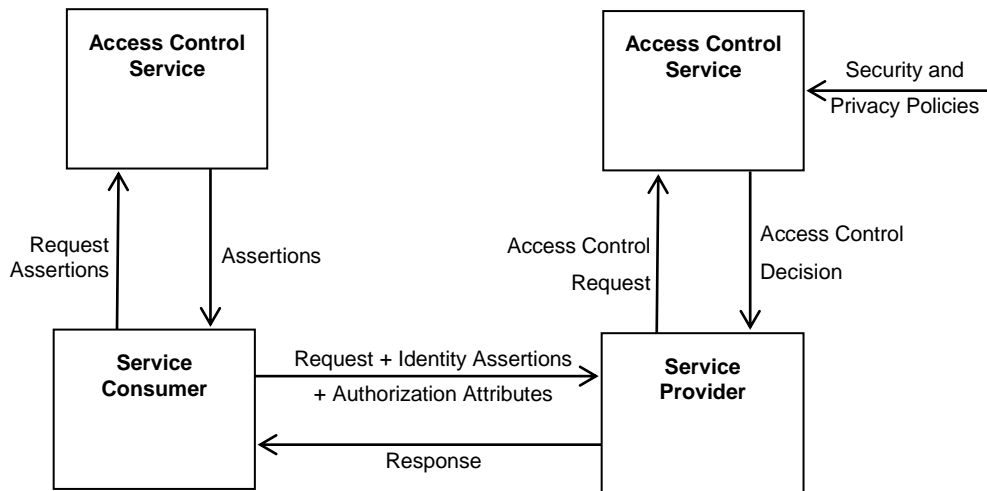 Access Control
Service
Access Control
Service
Security and
Privacy Policies
Request
Assertions
Assertions
Access Control
Request
Access Control
Decision
Service
Consumer
Request + Identity Assertions
+ Authorization Attributes
Response
Service
Provider